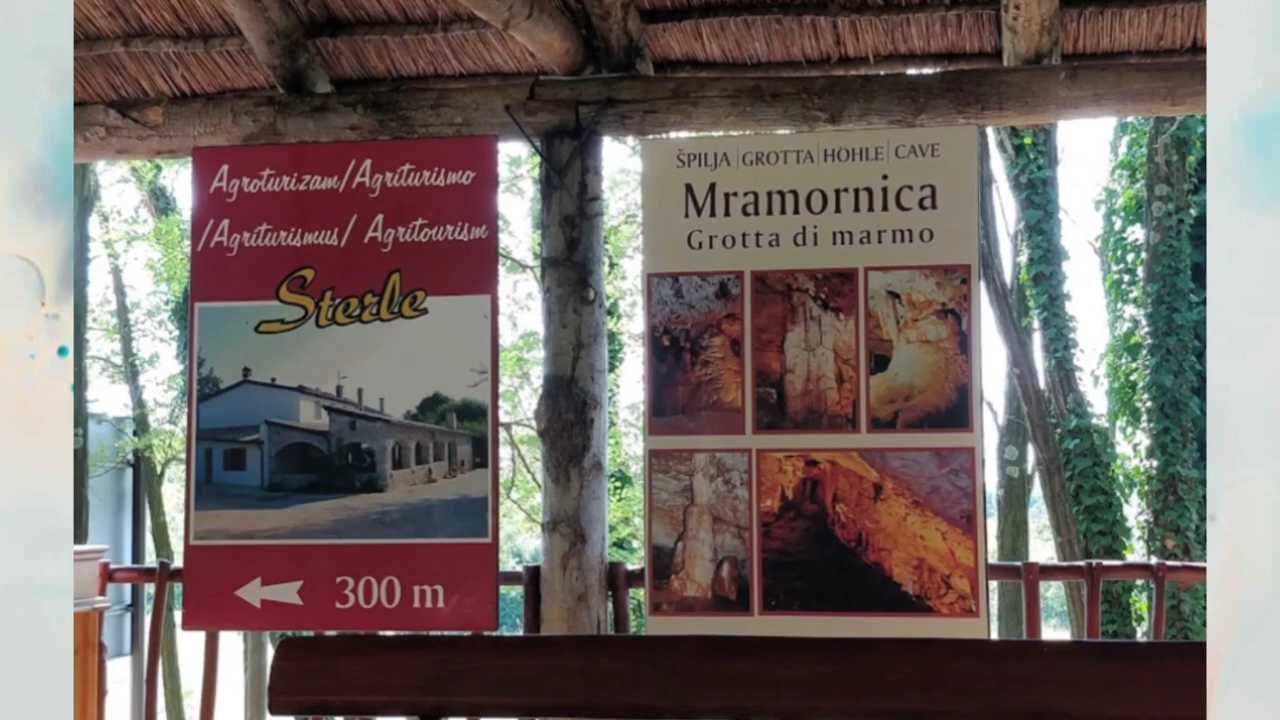 Agroturizam/Agriturismo
/Agriturismus/ Agritourism
Sterle
300 m
ŠPILJA|GROTTA|HÖHLE|CAVE
Mramornica
Grotta di marmo